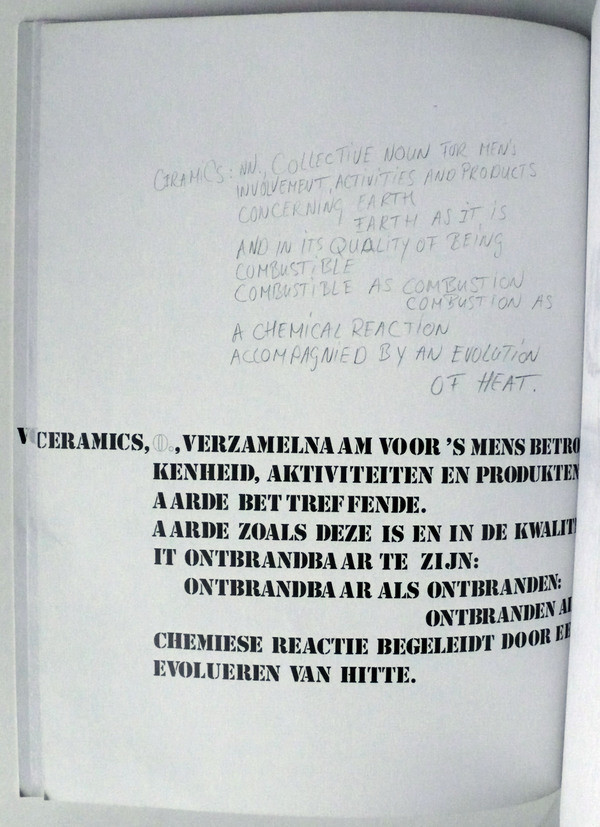 CERAMICS: NN., COLLECTIVE NOUN FOR MEN'S
INVOLVEMENT, ACTIVITIES AND PRODUCTS
CONCERNING EARTH
EARTH AS IT IS
AND IN ITS QUALITY OF BEING
COMBUSTIBLE
COMBUSTIBLE AS COMBUSTION
COMBUSTION AS
A CHEMICAL REACTION
ACCOMPAGNIED BY AN EVOLUTION
OF HEAT.
CERAMICS, O., VERZAMELNAAM VOOR 'S MENS BETRO
KENHEID, AKTIVITEITEN EN PRODUKTEN
AARDE BETTREFFENDE.
AARDE ZOALS DEZE IS EN IN DE KWALIT
IT ONTBRANDBAAR TE ZIJN:
ONTBRANDBAAR ALS ONTBRANDEN:
ONTBRANDEN AL
CHEMIESE REACTIE BEGELEIDT DOOR EE
EVOLUEREN VAN HITTE.